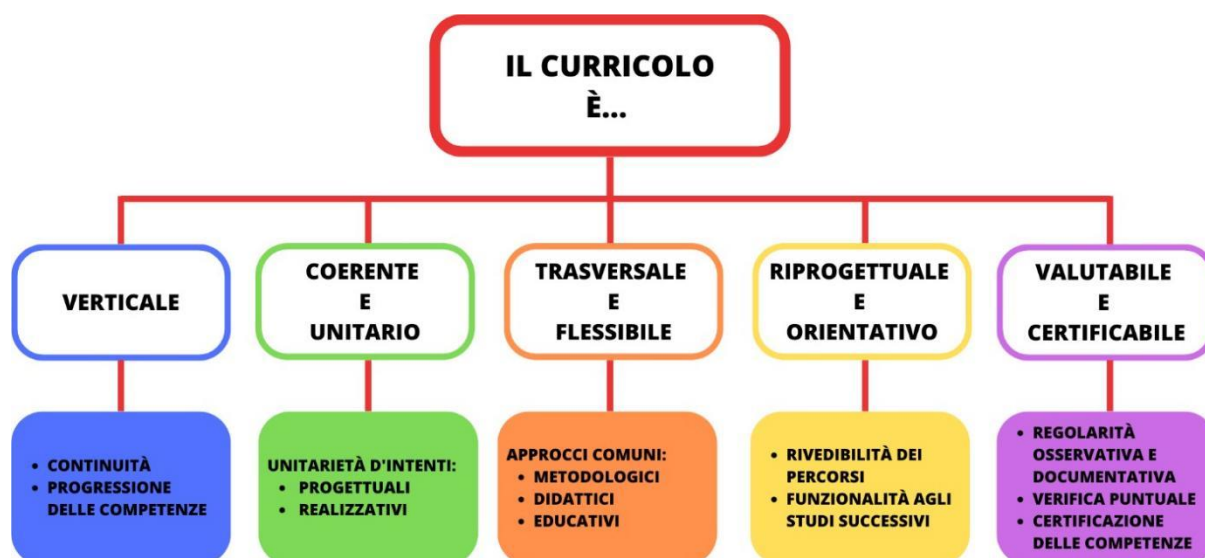 IL CURRICOLO
È...
VERTICALE
COERENTE
E
UNITARIO
TRASVERSALE
E
FLESSIBILE
RIPROGETTUALE
E
ORIENTATIVO
VALUTABILE
E
CERTIFICABILE
• CONTINUITÀ
• PROGRESSIONE
DELLE COMPETENZE
UNITARIETÀ D'INTENTI:
• PROGETTUALI
• REALIZZATIVI
APPROCCI COMUNI:
• METODOLOGICI
• DIDATTICI
• EDUCATIVI
• RIVEDIBILITÀ DEI
PERCORSI
• FUNZIONALITÀ AGLI
STUDI SUCCESSIVI
• REGOLARITÀ
OSSERVATIVA E
DOCUMENTATIVA
• VERIFICA PUNTUALE
• CERTIFICAZIONE
DELLE COMPETENZE